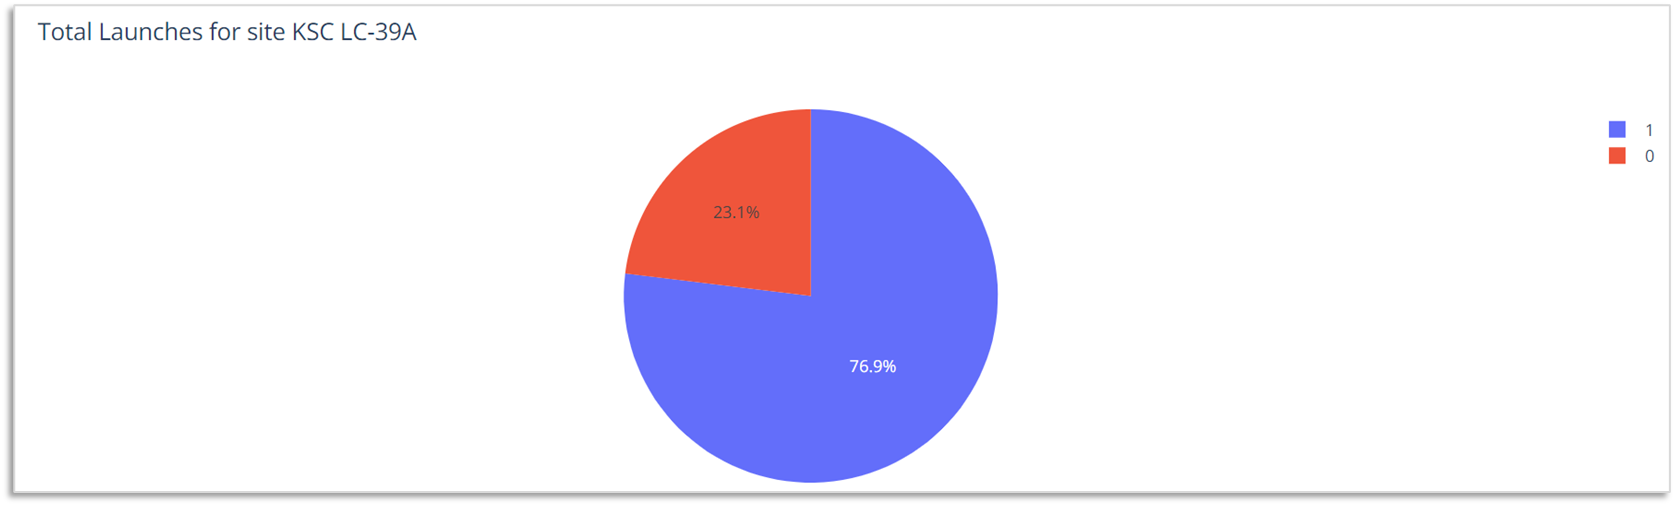 Total Launches for site KSC LC-39A
1
0
23.1%
76.9%